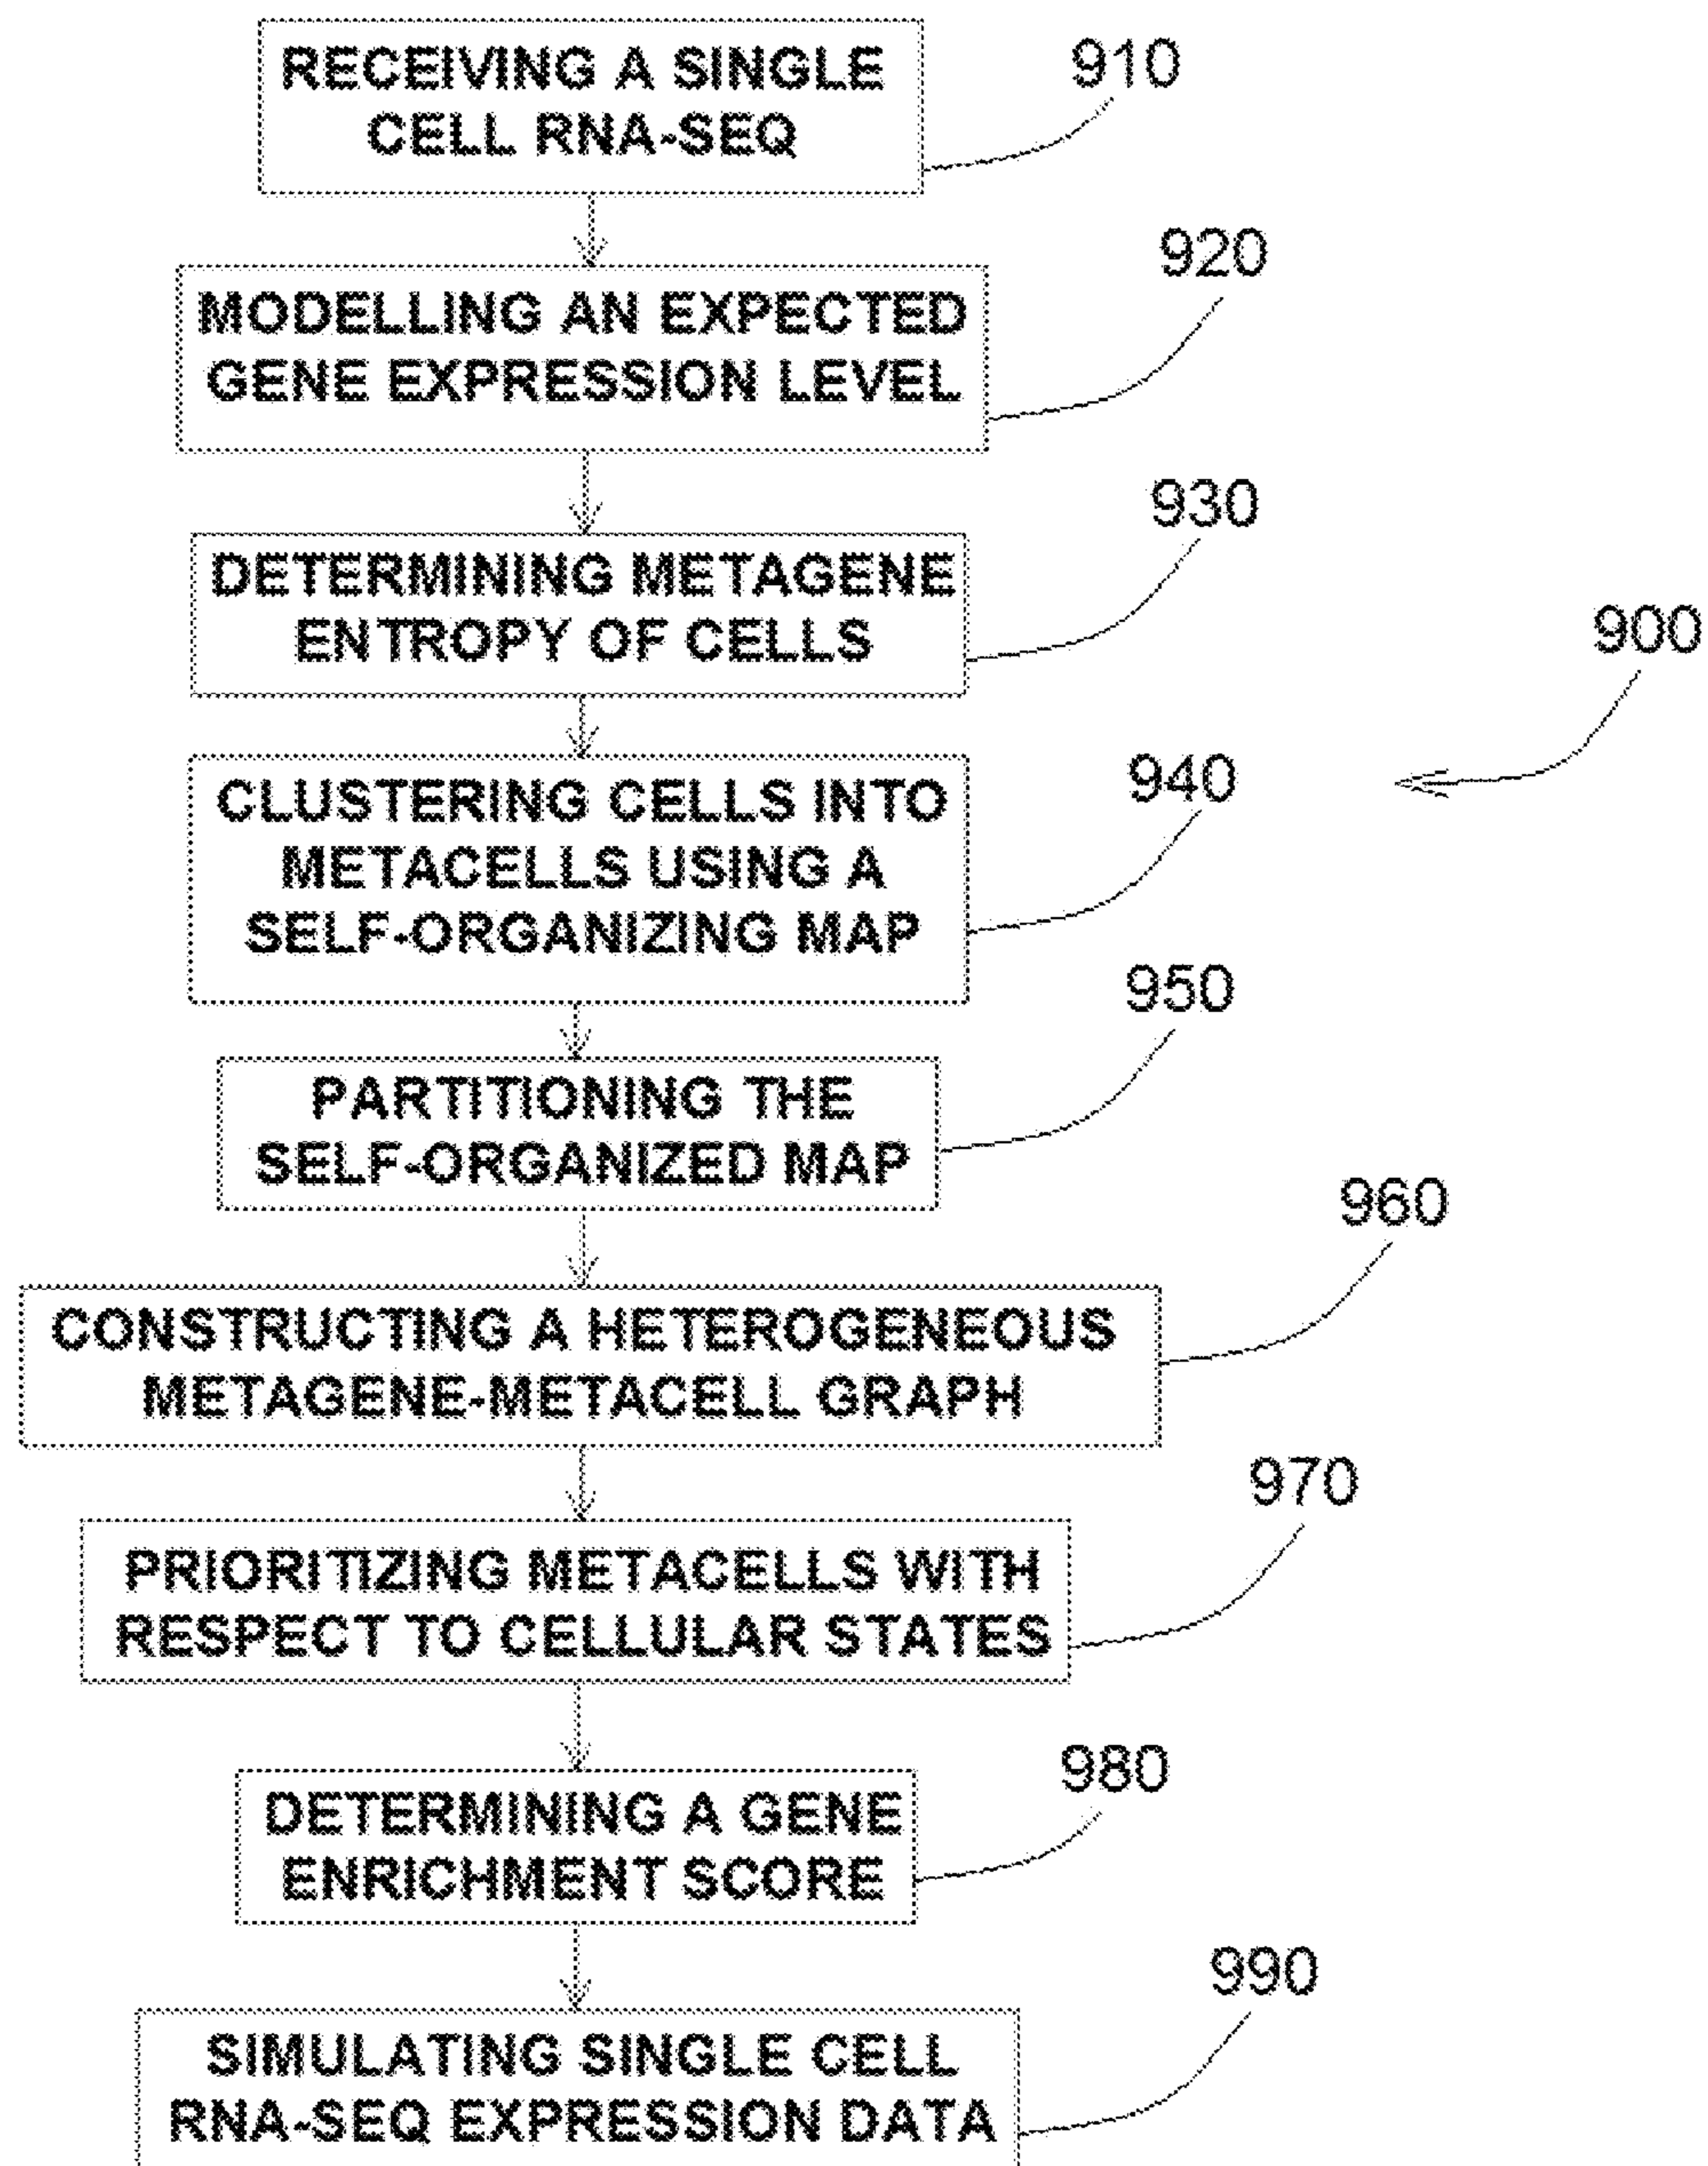 RECEIVING A SINGLE
CELL RNA-SEQ
910
MODELLING AN EXPECTED
GENE EXPRESSION LEVEL
920
DETERMINING METAGENE
ENTROPY OF CELLS
930
900
CLUSTERING CELLS INTO
METACELLS USING A
SELF-ORGANIZING MAP
940
PARTITIONING THE
SELF-ORGANIZED MAP
950
CONSTRUCTING A HETEROGENEOUS
METAGENE-METACELL GRAPH
960
PRIORITIZING METACELLS WITH
RESPECT TO CELLULAR STATES
970
DETERMINING A GENE
ENRICHMENT SCORE
980
SIMULATING SINGLE CELL
RNA-SEQ EXPRESSION DATA
990